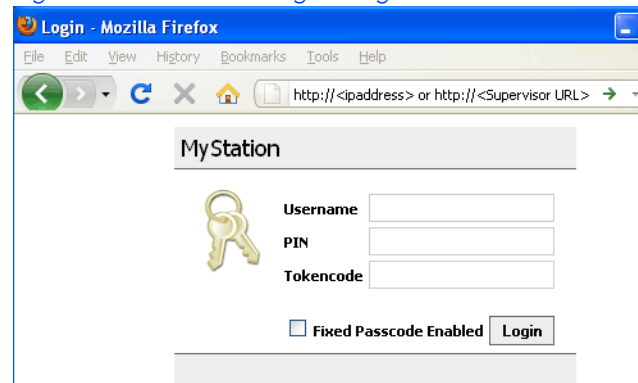 Login - Mozilla Firefox
File Edit View History Bookmarks Tools Help
http://<ipaddress> or http://<Supervisor URL>
MyStation
Username
PIN
Tokencode
Fixed Passcode Enabled Login